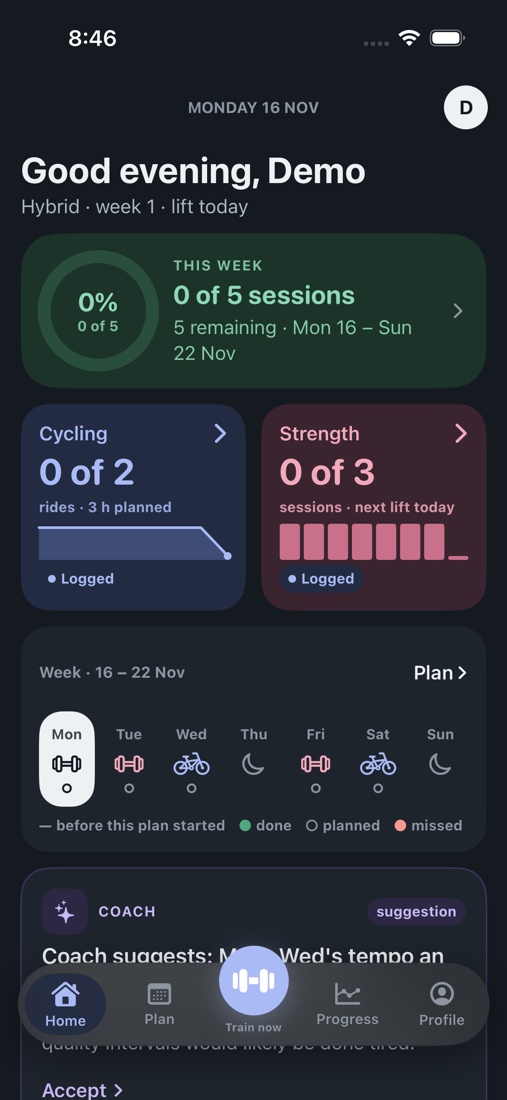 8:46
MONDAY 16 NOV
D
Good evening, Demo
Hybrid · week 1 · lift today
0%
0 of 5
THIS WEEK
0 of 5 sessions
5 remaining · Mon 16 – Sun
22 Nov
Cycling
0 of 2
rides · 3 h planned
Logged
Strength
0 of 3
sessions · next lift today
Logged
Week · 16 – 22 Nov
Plan
Mon Tue Wed Thu Fri Sat Sun
— before this plan started done planned missed
COACH
suggestion
Coach suggests: Wed's tempo an
Home
Plan
Train now
Progress
Profile
quality intervals would likely be done tired.
Accept